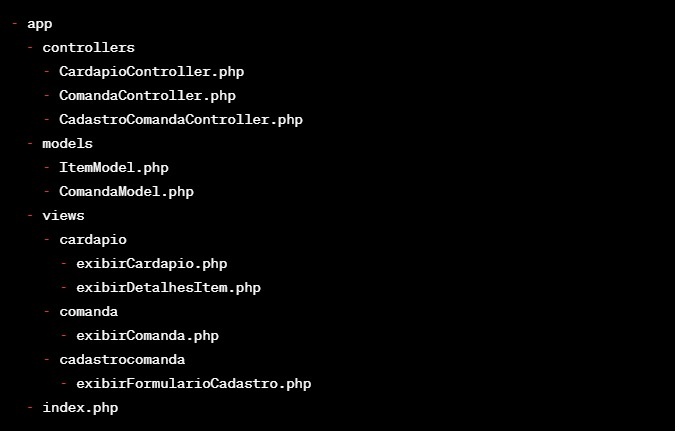 - app
- controllers
- CardapioController.php
- ComandaController.php
- CadastroComandaController.php
- models
- ItemModel.php
- ComandaModel.php
- views
- cardapio
- exibirCardapio.php
- exibirDetalhesItem.php
- comanda
- exibirComanda.php
- cadastrocomanda
- exibirFormularioCadastro.php
- index.php